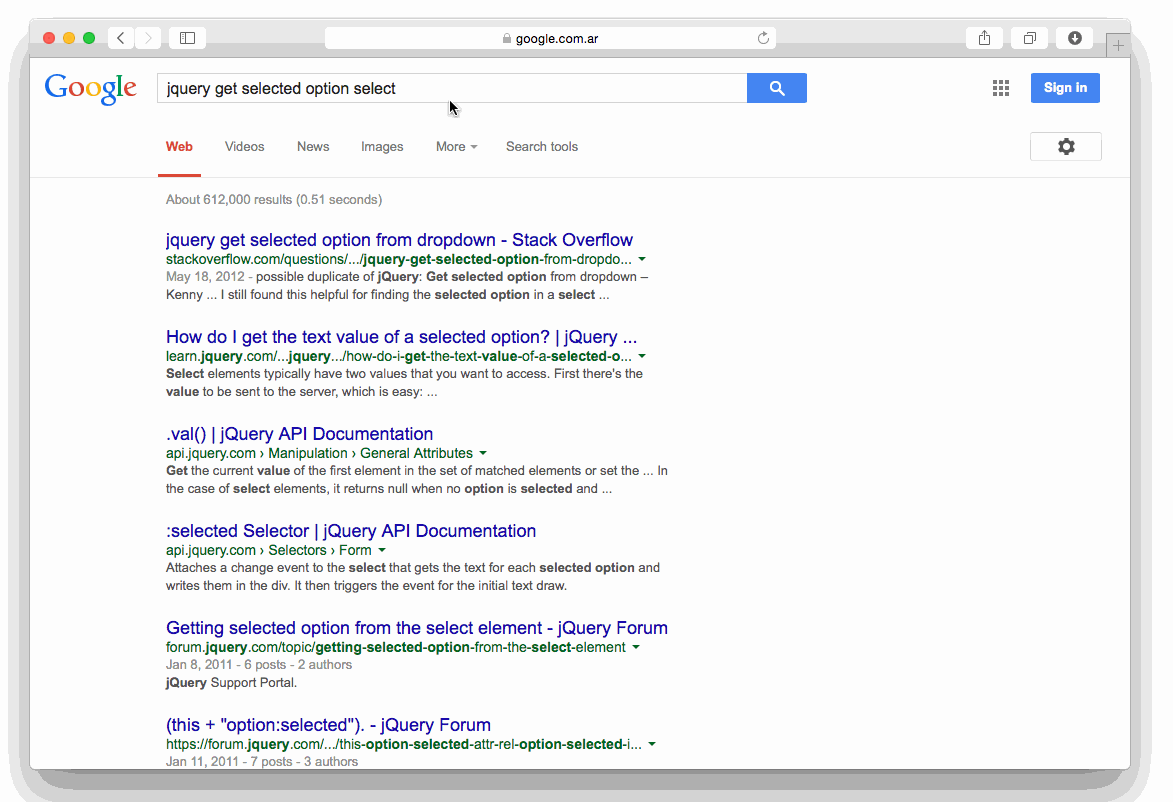 google.com.ar
Google
jquery get selected option select
Sign in
Web Videos News Images More Search tools
About 612,000 results (0.51 seconds)
jquery get selected option from dropdown - Stack Overflow
stackoverflow.com/questions/.../jquery-get-selected-option-from-dropdo...
May 18, 2012 - possible duplicate of jQuery: Get selected option from dropdown –
Kenny ... I still found this helpful for finding the selected option in a select ...
How do I get the text value of a selected option? | jQuery ...
learn.jquery.com/...jquery.../how-do-i-get-the-text-value-of-a-selected-o...
Select elements typically have two values that you want to access. First there's the
value to be sent to the server, which is easy: ...
.val() | jQuery API Documentation
api.jquery.com › Manipulation › General Attributes
Get the current value of the first element in the set of matched elements or set the ... In
the case of select elements, it returns null when no option is selected and ...
:selected Selector | jQuery API Documentation
api.jquery.com › Selectors › Form
Attaches a change event to the select that gets the text for each selected option and
writes them in the div. It then triggers the event for the initial text draw.
Getting selected option from the select element - jQuery Forum
forum.jquery.com/topic/getting-selected-option-from-the-select-element
Jan 8, 2011 - 6 posts - 2 authors
jQuery Support Portal.
(this + "option:selected"). - jQuery Forum
https://forum.jquery.com/.../this-option-selected-attr-rel-option-selected-i...
Jan 11, 2011 - 7 posts - 3 authors